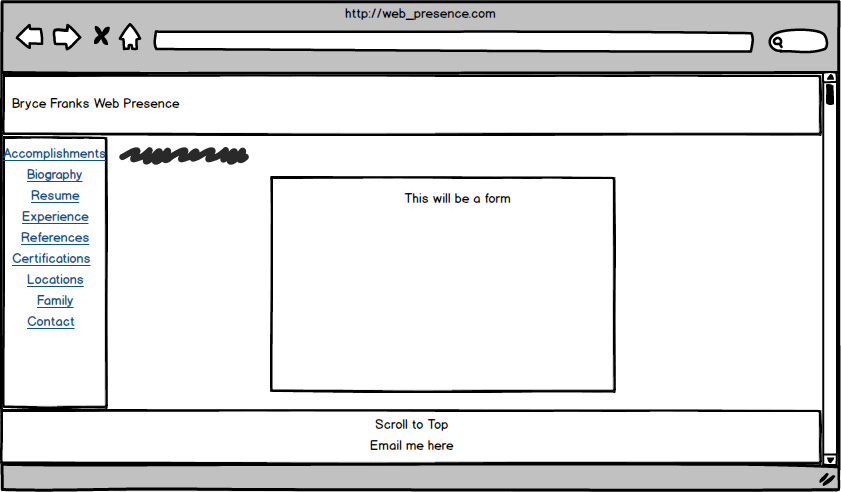 http://web_presence.com
Bryce Franks Web Presence
Accomplishments
Biography
Resume
Experience
References
Certifications
Locations
Family
Contact
This will be a form
Scroll to Top
Email me here